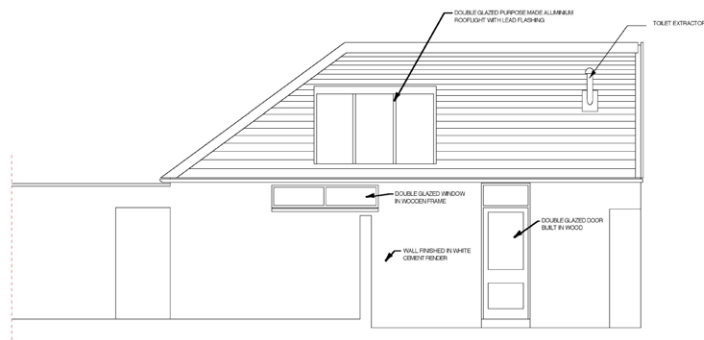 DOUBLE GLAZED PURPOSE MADE ALUMINIUM
ROOFLIGHT WITH LEAD FLASHING
TOILET EXTRACTOR
DOUBLE GLAZED WINDOW
IN WOODEN FRAME
DOUBLE GLAZED DOOR
BUILT IN WOOD
WALL FINISHED IN WHITE
CEMENT RENDER